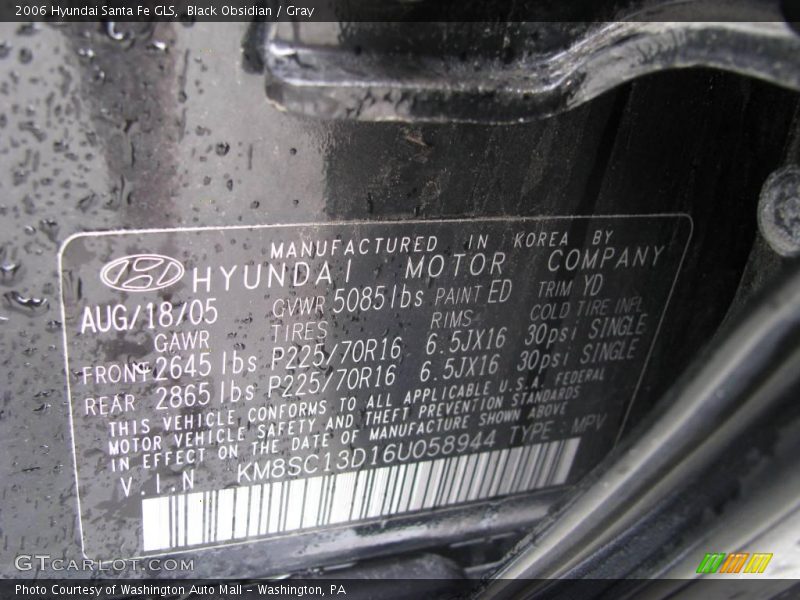 2006 Hyundai Santa Fe GLS, Black Obsidian / Gray
MANUFACTURED IN KOREA BY
HYUNDAI MOTOR COMPANY
AUG/18/05 GVWR 5085lbs PAINT ED TRIM YD
GAWR TIRES RIMS COLD TIRE INFL
FRONT 2645 lbs P225/70R16 6.5JX16 30psi SINGLE
REAR 2865 lbs P225/70R16 6.5JX16 30psi SINGLE
THIS VEHICLE CONFORMS TO ALL APPLICABLE U.S.A. FEDERAL
MOTOR VEHICLE SAFETY AND THEFT PREVENTION STANDARDS
IN EFFECT ON THE DATE OF MANUFACTURE SHOWN ABOVE
V.I.N KM8SC13D16U058944 TYPE : MPV
GTCarLot.com
Photo Courtesy of Washington Auto Mall - Washington, PA